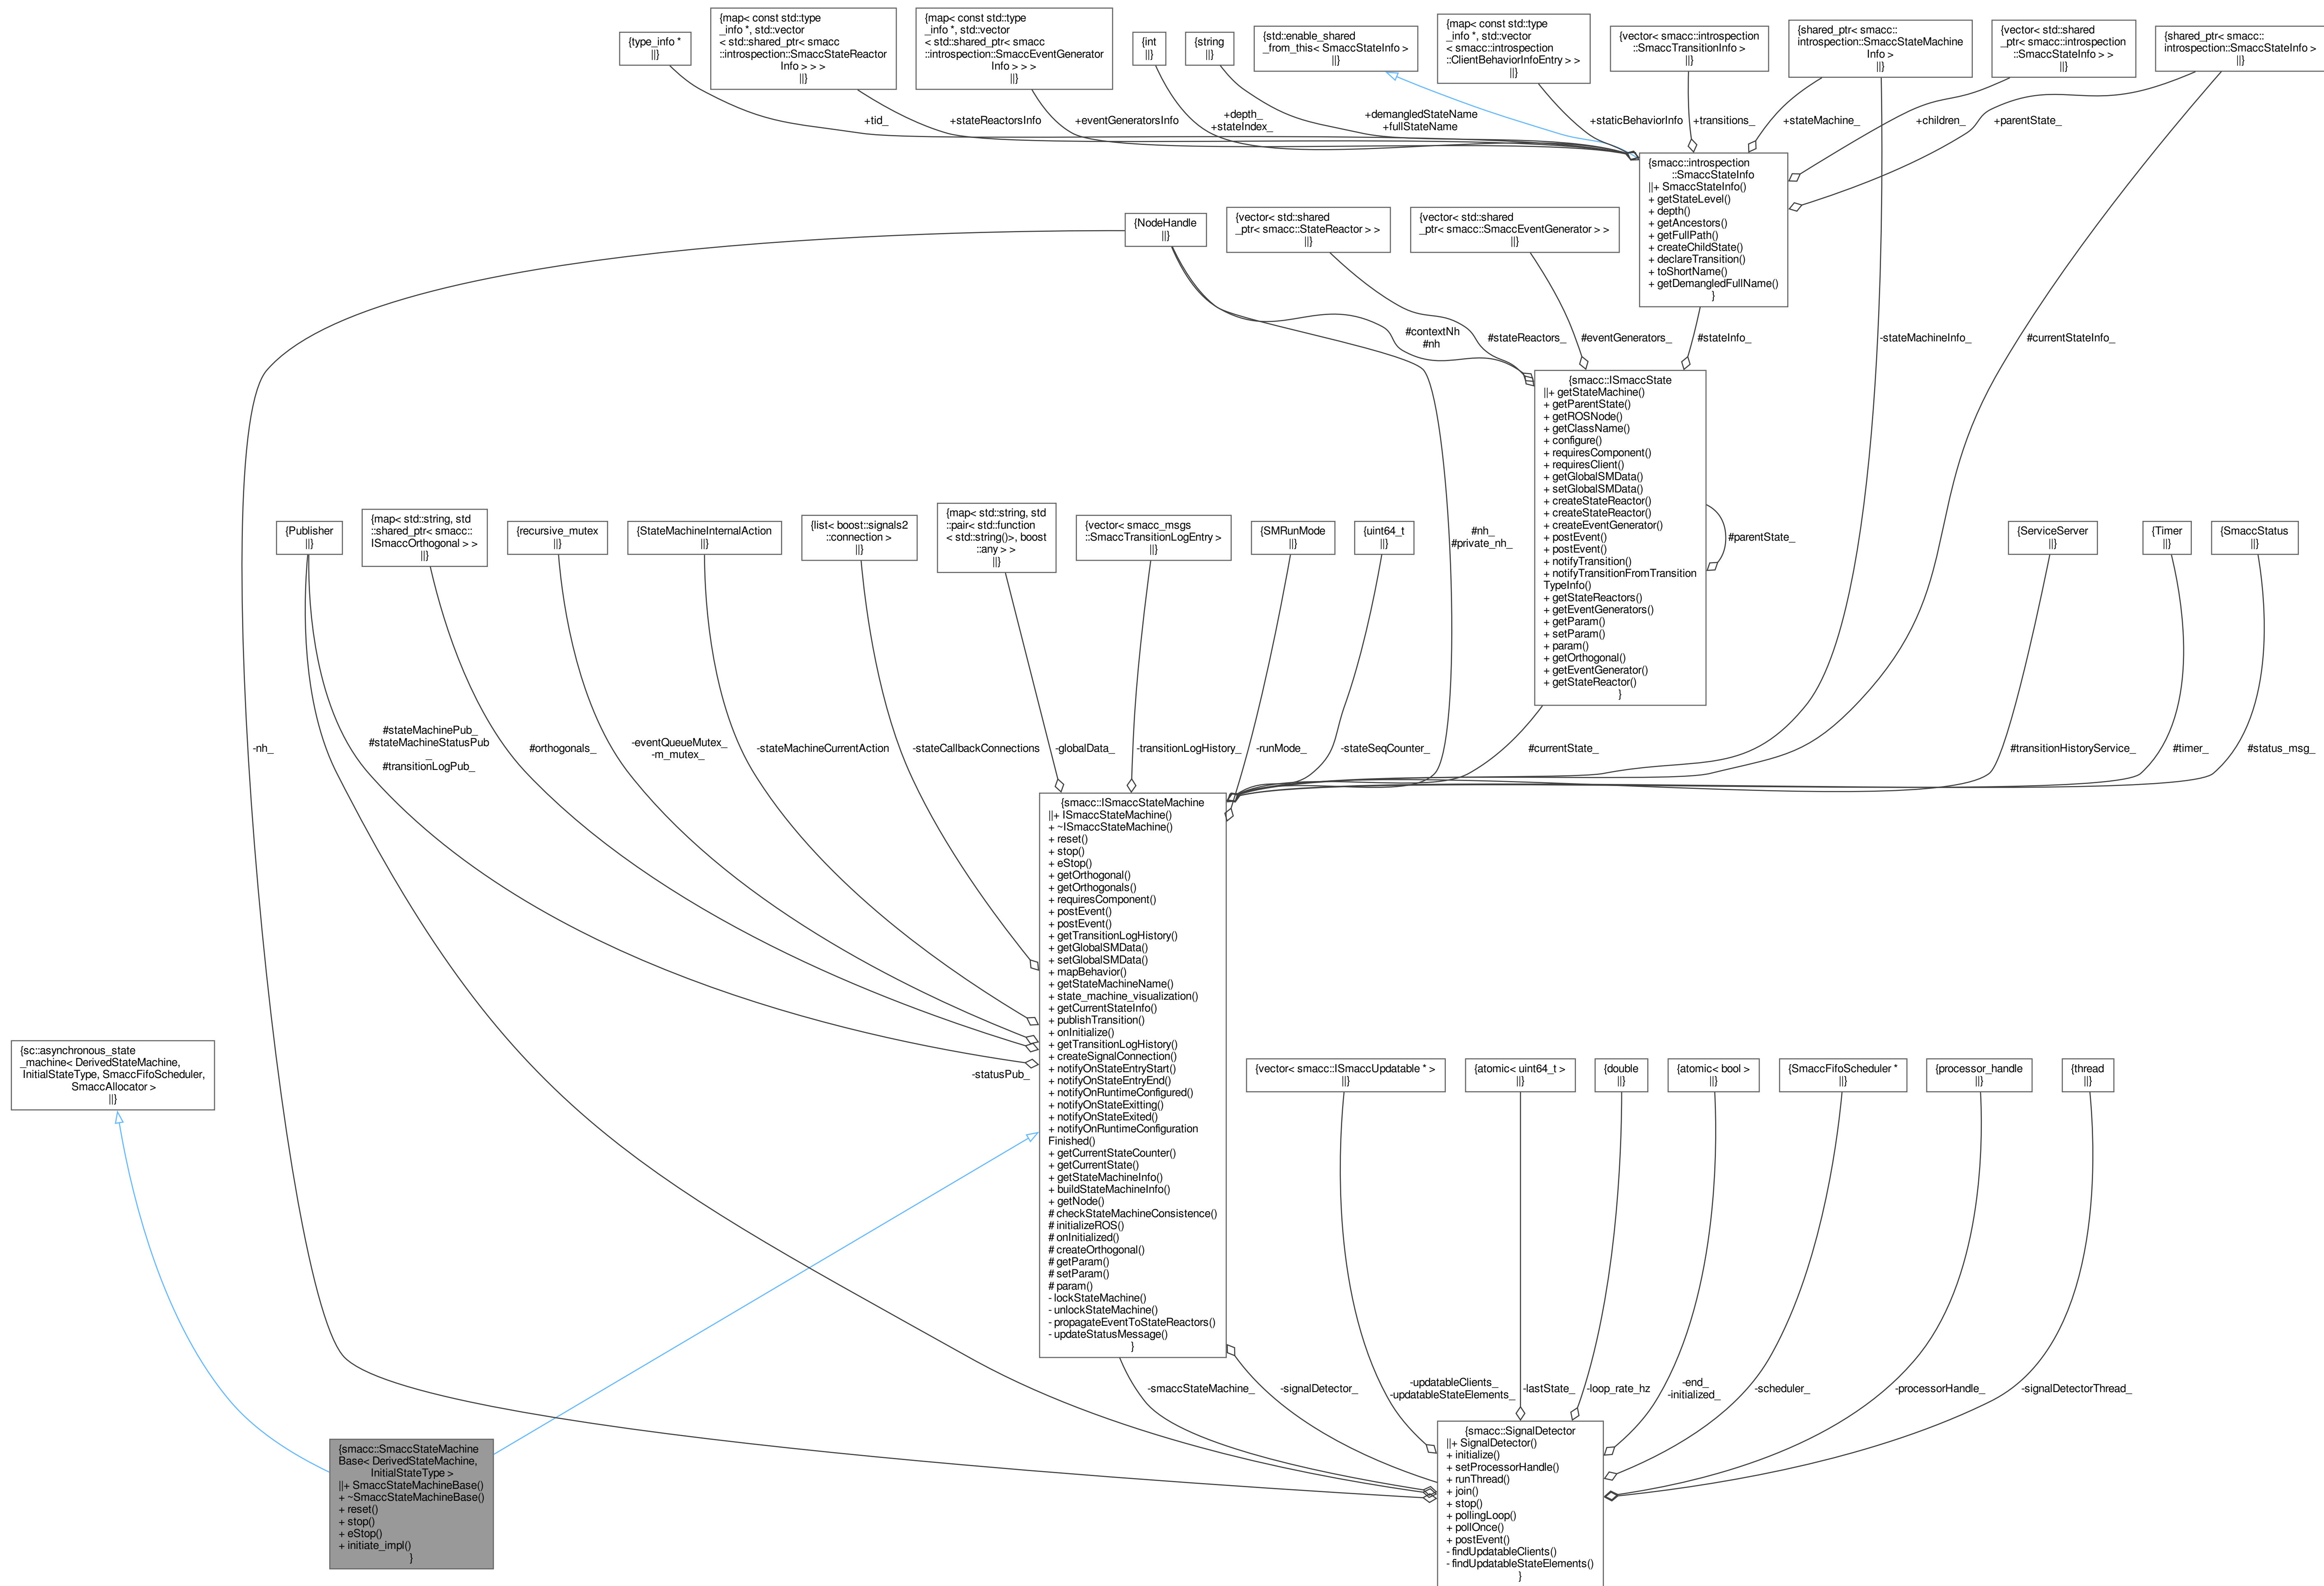 {type_info *
||}
{map< const std::type
_info *, std::vector
< std::shared_ptr< smacc
::introspection::SmaccStateReactor
Info > > >
||}
{map< const std::type
_info *, std::vector
< std::shared_ptr< smacc
::introspection::SmaccEventGenerator
Info > > >
||}
{int
||}
{string
||}
{std::enable_shared
_from_this< SmaccStateInfo >
||}
{map< const std::type
_info *, std::vector
< smacc::introspection
::ClientBehaviorInfoEntry > >
||}
{vector< smacc::introspection
::SmaccTransitionInfo >
||}
{shared_ptr< smacc::
introspection::SmaccStateMachine
Info >
||}
{vector< std::shared
_ptr< smacc::introspection
::SmaccStateInfo > >
||}
{shared_ptr< smacc::
introspection::SmaccStateInfo >
||}
+tid_
+stateReactorsInfo
+eventGeneratorsInfo
+depth_
+stateIndex_
+demangledStateName
+fullStateName
+staticBehaviorInfo
+transitions_
+stateMachine_
+children_
+parentState_
{smacc::introspection
::SmaccStateInfo
||+ SmaccStateInfo()
+ getStateLevel()
+ depth()
+ getAncestors()
+ getFullPath()
+ createChildState()
+ declareTransition()
+ toShortName()
+ getDemangledFullName()
}
{NodeHandle
||}
{vector< std::shared
_ptr< smacc::StateReactor > >
||}
{vector< std::shared
_ptr< smacc::SmaccEventGenerator > >
||}
#contextNh
#nh
#stateReactors_
#eventGenerators_
#stateInfo_
-stateMachineInfo_
#currentStateInfo_
{smacc::ISmaccState
||+ getStateMachine()
+ getParentState()
+ getROSNode()
+ getClassName()
+ configure()
+ requiresComponent()
+ requiresClient()
+ getGlobalSMData()
+ setGlobalSMData()
+ createStateReactor()
+ createStateReactor()
+ createEventGenerator()
+ postEvent()
+ postEvent()
+ notifyTransition()
+ notifyTransitionFromTransition
TypeInfo()
+ getStateReactors()
+ getEventGenerators()
+ getParam()
+ setParam()
+ param()
+ getOrthogonal()
+ getEventGenerator()
+ getStateReactor()
}
#parentState_
{Publisher
||}
{map< std::string, std
::shared_ptr< smacc::
ISmaccOrthogonal > >
||}
{recursive_mutex
||}
{StateMachineInternalAction
||}
{list< boost::signals2
::connection >
||}
{map< std::string, std
::pair< std::function
< std::string()>, boost
::any > >
||}
{vector< smacc_msgs
::SmaccTransitionLogEntry >
||}
{SMRunMode
||}
{uint64_t
||}
#nh_
#private_nh_
{ServiceServer
||}
{Timer
||}
{SmaccStatus
||}
-nh_
#stateMachinePub_
#stateMachineStatusPub
_
#transitionLogPub_
#orthogonals_
-eventQueueMutex_
-m_mutex_
-stateMachineCurrentAction
-stateCallbackConnections
-globalData_
-transitionLogHistory_
-runMode_
-stateSeqCounter_
#currentState_
#transitionHistoryService_
#timer_
#status_msg_
{smacc::ISmaccStateMachine
||+ ISmaccStateMachine()
+ ~ISmaccStateMachine()
+ reset()
+ stop()
+ eStop()
+ getOrthogonal()
+ getOrthogonals()
+ requiresComponent()
+ postEvent()
+ postEvent()
+ getTransitionLogHistory()
+ getGlobalSMData()
+ setGlobalSMData()
+ mapBehavior()
+ getStateMachineName()
+ state_machine_visualization()
+ getCurrentStateInfo()
+ publishTransition()
+ onInitialize()
+ getTransitionLogHistory()
+ createSignalConnection()
+ notifyOnStateEntryStart()
+ notifyOnStateEntryEnd()
+ notifyOnRuntimeConfigured()
+ notifyOnStateExitting()
+ notifyOnStateExited()
+ notifyOnRuntimeConfiguration
Finished()
+ getCurrentStateCounter()
+ getCurrentState()
+ getStateMachineInfo()
+ buildStateMachineInfo()
+ getNode()
# checkStateMachineConsistence()
# initializeROS()
# onInitialized()
# createOrthogonal()
# getParam()
# setParam()
# param()
- lockStateMachine()
- unlockStateMachine()
- propagateEventToStateReactors()
- updateStatusMessage()
}
{sc::asynchronous_state
_machine< DerivedStateMachine,
InitialStateType, SmaccFifoScheduler,
SmaccAllocator >
||}
-statusPub_
{vector< smacc::ISmaccUpdatable * >
||}
{atomic< uint64_t >
||}
{double
||}
{atomic< bool >
||}
{SmaccFifoScheduler *
||}
{processor_handle
||}
{thread
||}
-smaccStateMachine_
-signalDetector_
-updatableClients_
-updatableStateElements_
-lastState_
-loop_rate_hz
-end_
-initialized_
-scheduler_
-processorHandle_
-signalDetectorThread_
{smacc::SmaccStateMachine
Base< DerivedStateMachine,
InitialStateType >
||+ SmaccStateMachineBase()
+ ~SmaccStateMachineBase()
+ reset()
+ stop()
+ eStop()
+ initiate_impl()
}
{smacc::SignalDetector
||+ SignalDetector()
+ initialize()
+ setProcessorHandle()
+ runThread()
+ join()
+ stop()
+ pollingLoop()
+ pollOnce()
+ postEvent()
- findUpdatableClients()
- findUpdatableStateElements()
}